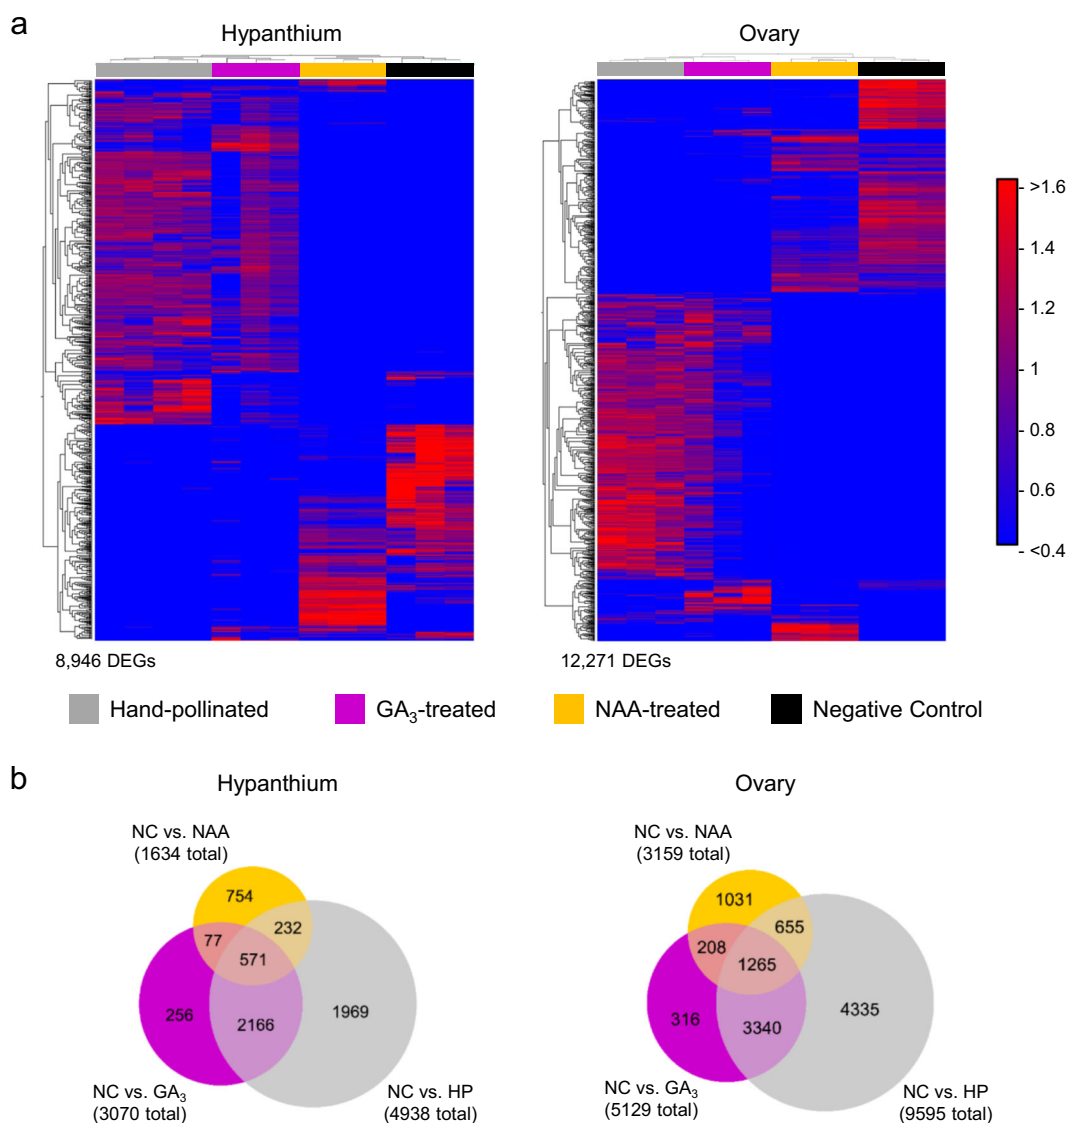 a
Hypanthium
Ovary
>1.6
1.4
1.2
1
0.8
0.6
<0.4
8,946 DEGs
12,271 DEGs
Hand-pollinated
GA₃-treated
NAA-treated
Negative Control
b
Hypanthium
Ovary
NC vs. NAA
(1634 total)
754
232
77
571
256
2166
1969
NC vs. GA₃
(3070 total)
NC vs. HP
(4938 total)
NC vs. NAA
(3159 total)
1031
655
208
1265
316
3340
4335
NC vs. GA₃
(5129 total)
NC vs. HP
(9595 total)